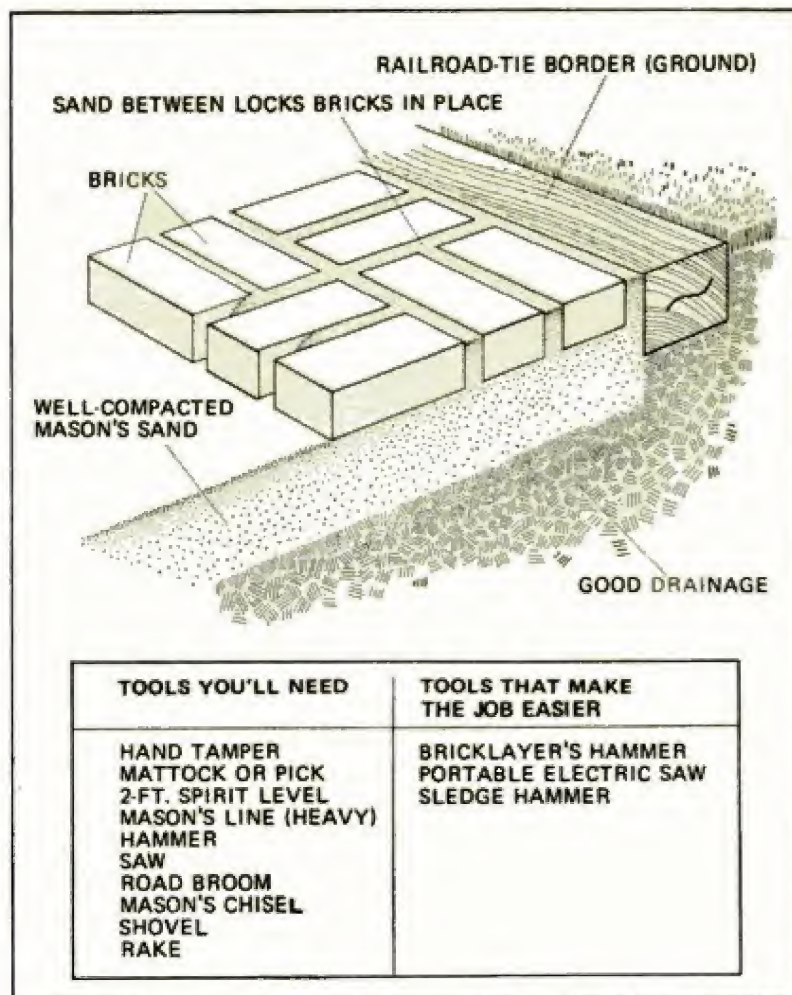 RAILROAD-TIE BORDER (GROUND)
SAND BETWEEN LOCKS BRICKS IN PLACE
BRICKS
WELL-COMPACTED
MASON'S SAND
GOOD DRAINAGE
TOOLS YOU'LL NEED
HAND TAMPER
MATTOCK OR PICK
2-FT. SPIRIT LEVEL
MASON'S LINE (HEAVY)
HAMMER
SAW
ROAD BROOM
MASON'S CHISEL
SHOVEL
RAKE
TOOLS THAT MAKE
THE JOB EASIER
BRICKLAYER'S HAMMER
PORTABLE ELECTRIC SAW
SLEDGE HAMMER